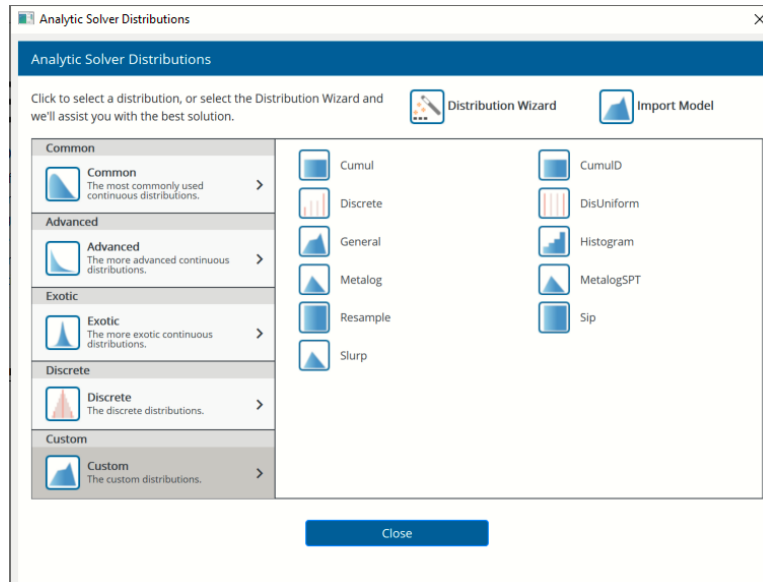 Analytic Solver Distributions
Analytic Solver Distributions
Click to select a distribution, or select the Distribution Wizard and
we'll assist you with the best solution.
Distribution Wizard
Import Model
Common
Common
The most commonly used
continuous distributions.
Advanced
Advanced
The more advanced continuous
distributions.
Exotic
Exotic
The more exotic continuous
distributions.
Discrete
Discrete
The discrete distributions.
Custom
Custom
The custom distributions.
Cumul
CumulD
Discrete
DisUniform
General
Histogram
Metalog
MetalogSPT
Resample
Sip
Slurp
Close